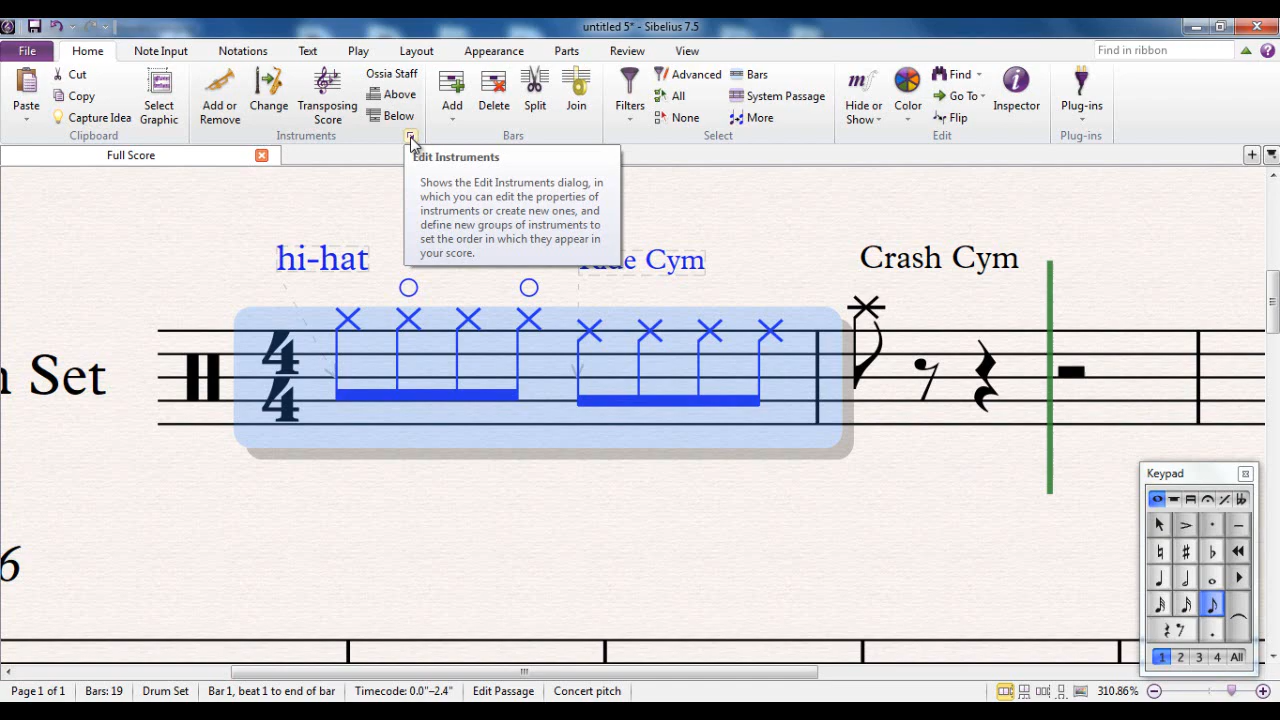 untitled 5* - Sibelius 7.5
File Home Note Input Notations Text Play Layout Appearance Parts Review View Find in ribbon
Paste
Cut
Copy
Capture Idea
Select
Graphic
Clipboard
Add or
Remove
Change
Transposing
Score
Ossia Staff
Above
Below
Instruments
Add
Delete
Split
Join
Bars
Filters
Advanced
All
None
Bars
System Passage
More
Select
Hide or
Show
Color
Find
Go To
Flip
Inspector
Edit
Plug-ins
Plug-ins
Full Score
Edit Instruments
Shows the Edit Instruments dialog, in
which you can edit the properties of
instruments or create new ones, and
define new groups of instruments to
set the order in which they appear in
your score.
hi-hat
Cym
Crash Cym
4
4
Set
6
Keypad
1 2 3 4 All
Page 1 of 1 Bars: 19 Drum Set Bar 1, beat 1 to end of bar Timecode: 0.0"–2.4" Edit Passage Concert pitch 310.86%